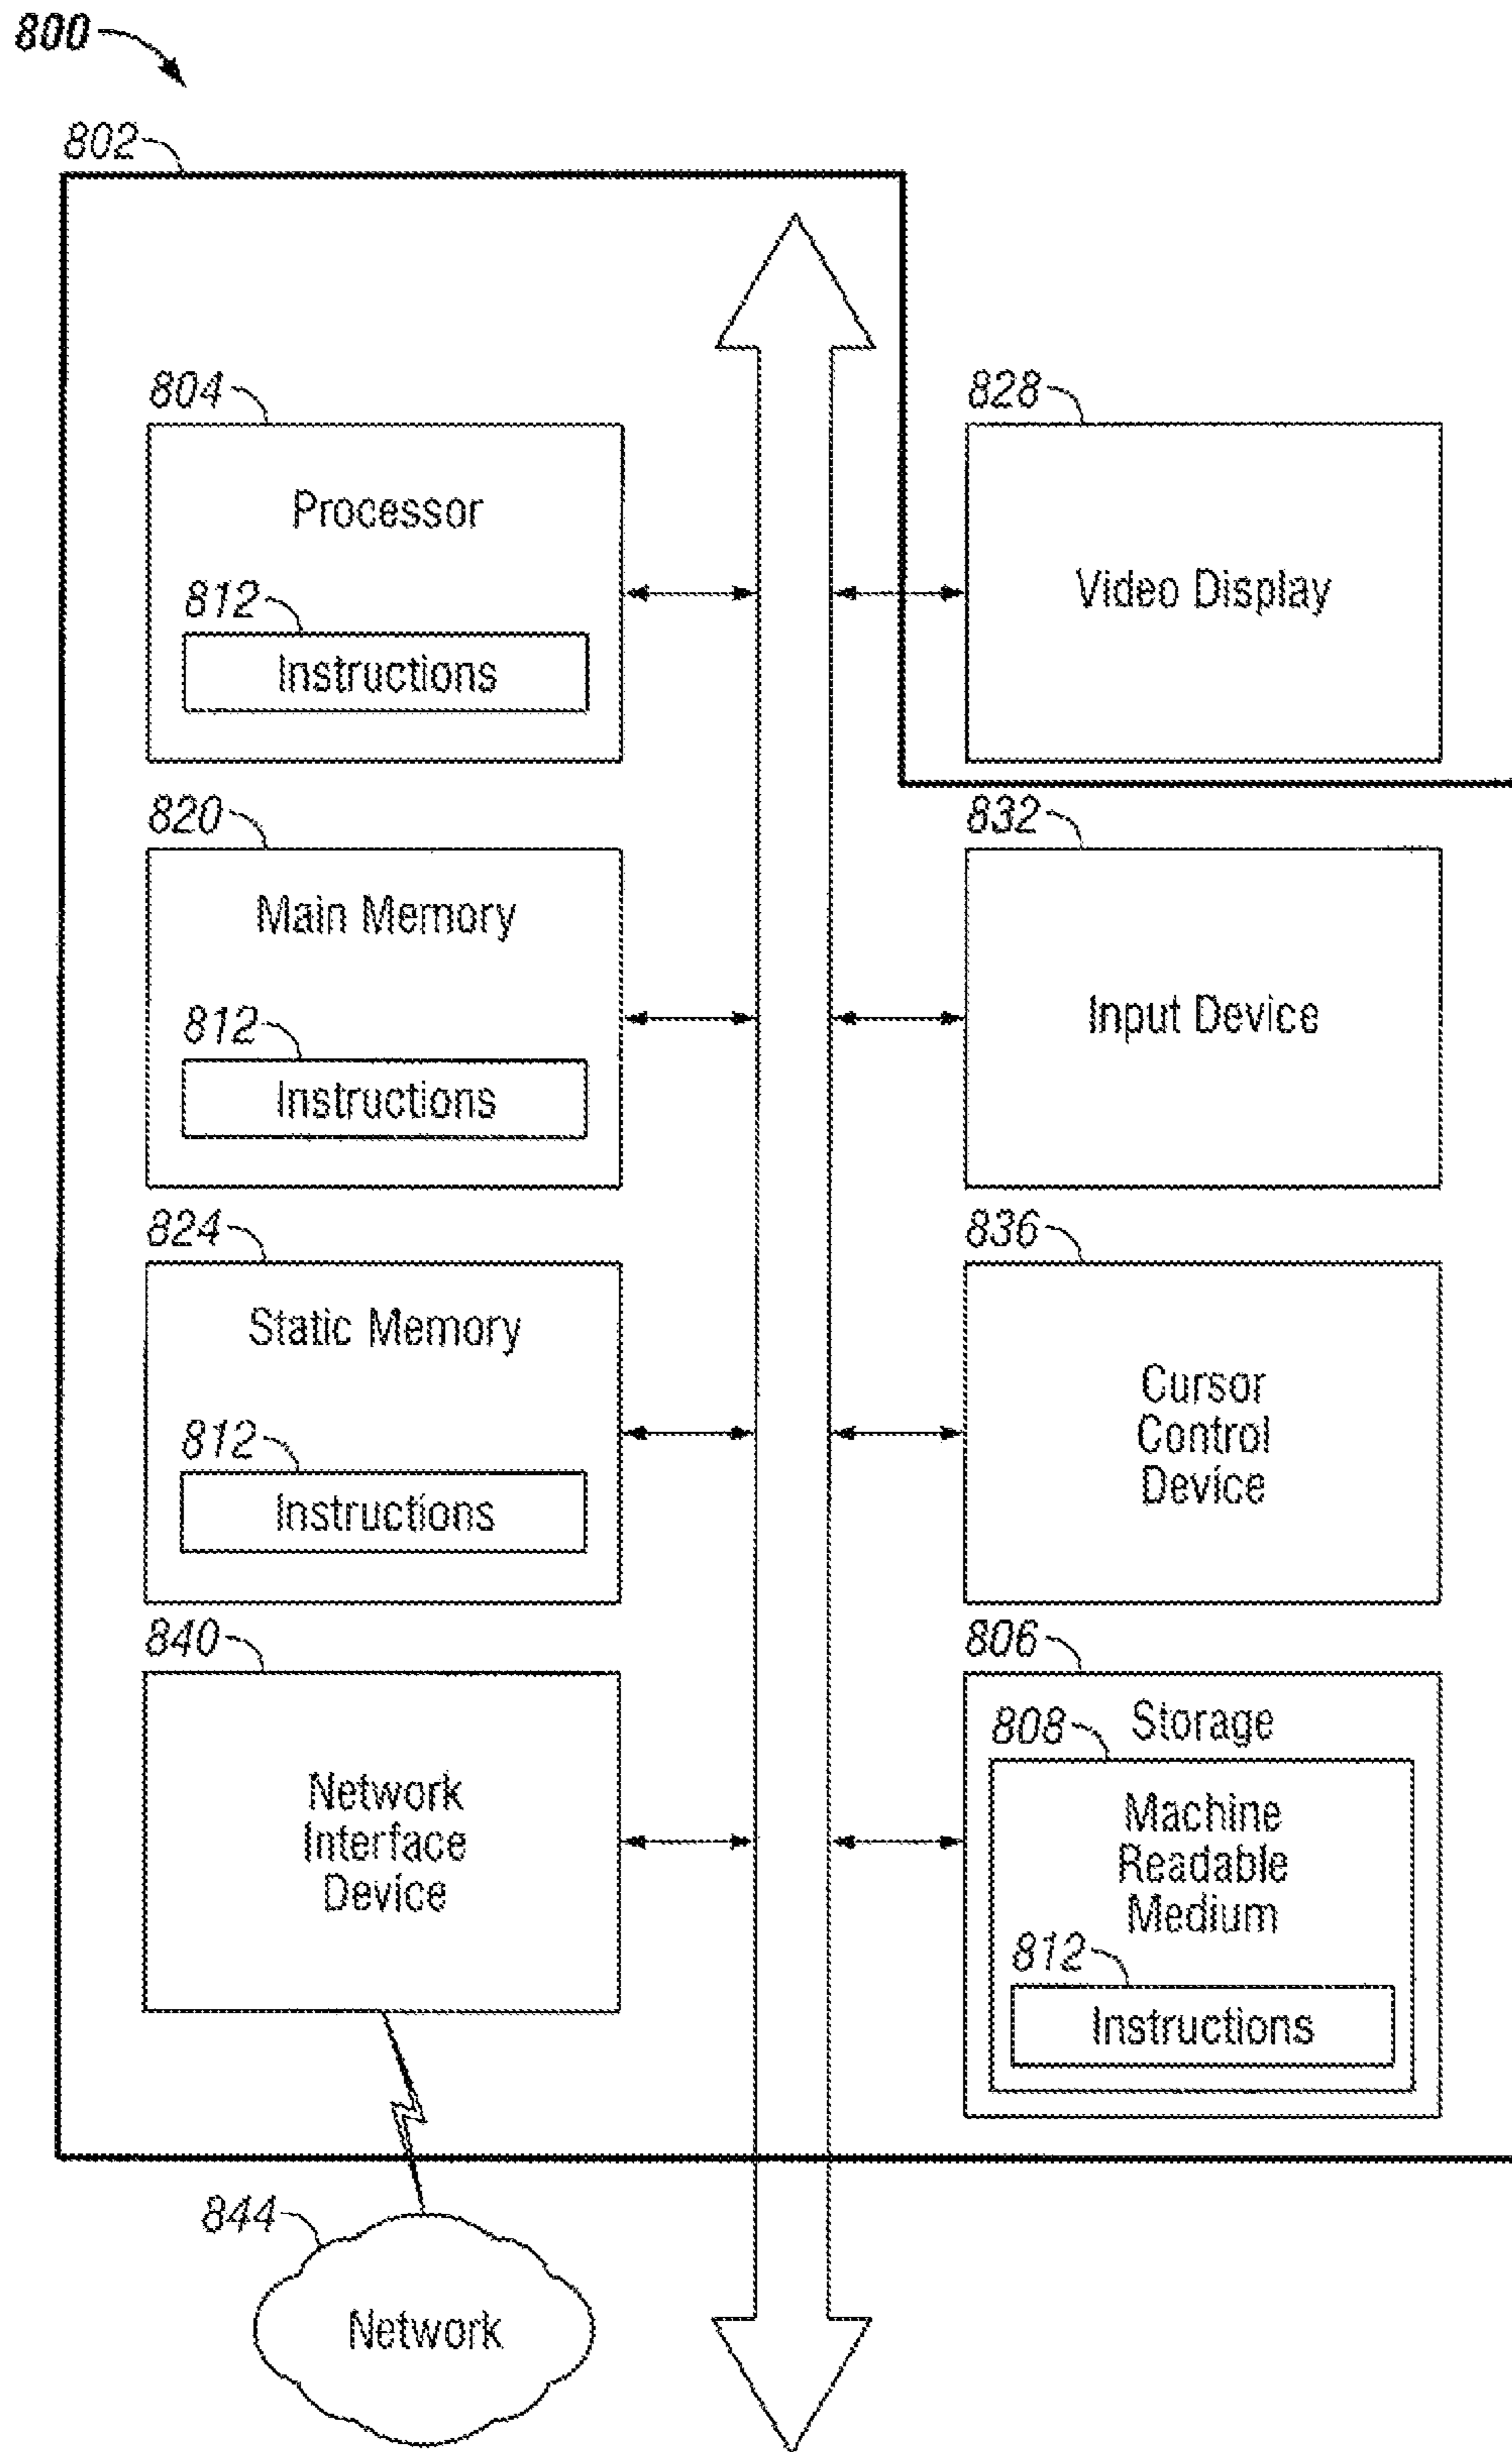 800
802
804
Processor
812
Instructions
828
Video Display
820
Main Memory
812
Instructions
832
Input Device
824
Static Memory
812
Instructions
836
Cursor
Control
Device
840
Network
Interface
Device
806
Storage
808
Machine
Readable
Medium
812
Instructions
844
Network